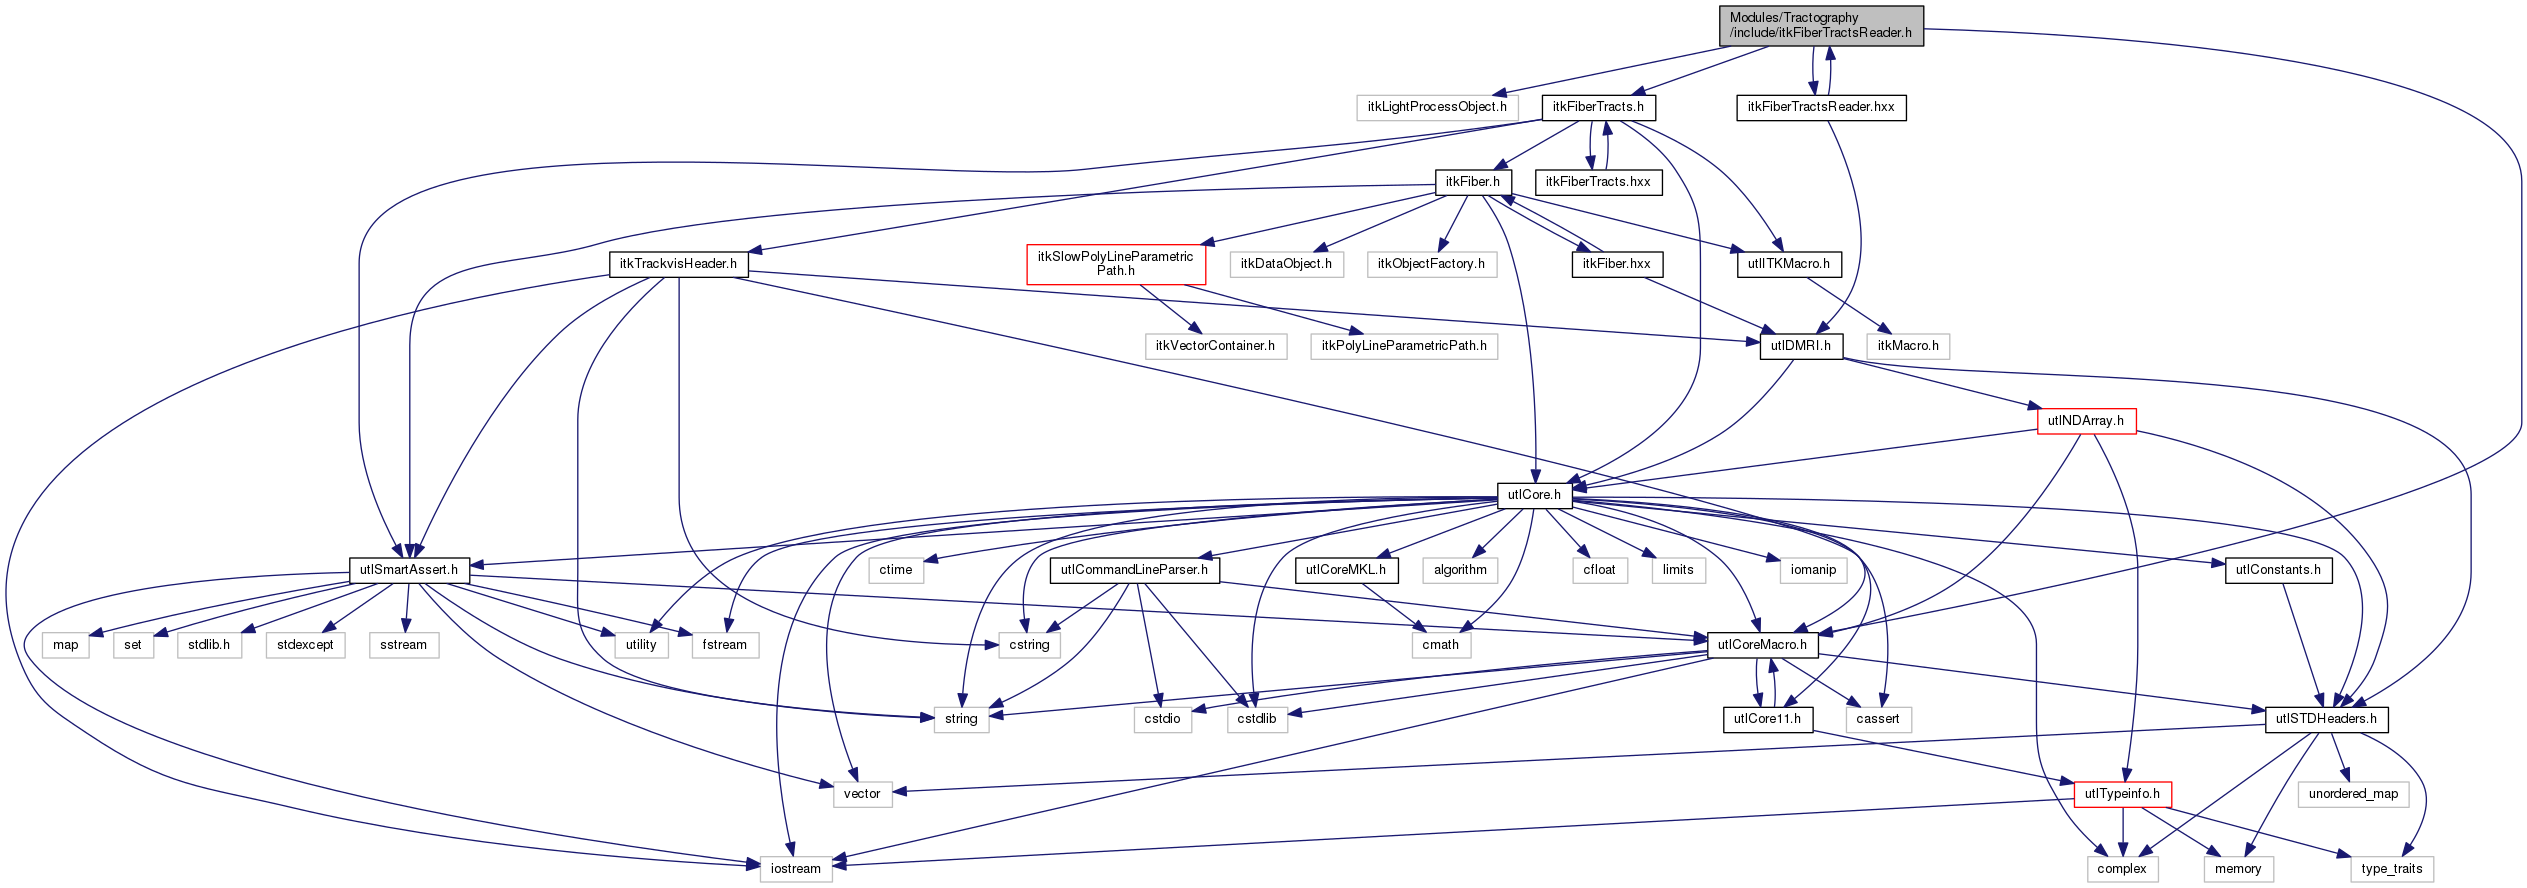 Modules/Tractography
/include/itkFiberTractsReader.h
itkLightProcessObject.h
itkFiberTracts.h
itkFiberTractsReader.hxx
itkFiber.h
itkFiberTracts.hxx
itkTrackvisHeader.h
itkSlowPolyLineParametric
Path.h
itkDataObject.h
itkObjectFactory.h
itkFiber.hxx
utlITKMacro.h
itkVectorContainer.h
itkPolyLineParametricPath.h
utlDMRI.h
itkMacro.h
utlNDArray.h
utlCore.h
utlSmartAssert.h
ctime
utlCommandLineParser.h
utlCoreMKL.h
algorithm
cfloat
limits
iomanip
utlConstants.h
map
set
stdlib.h
stdexcept
sstream
utility
fstream
cstring
cmath
utlCoreMacro.h
string
cstdio
cstdlib
utlCore11.h
cassert
utlSTDHeaders.h
vector
utlTypeinfo.h
unordered_map
iostream
complex
memory
type_traits